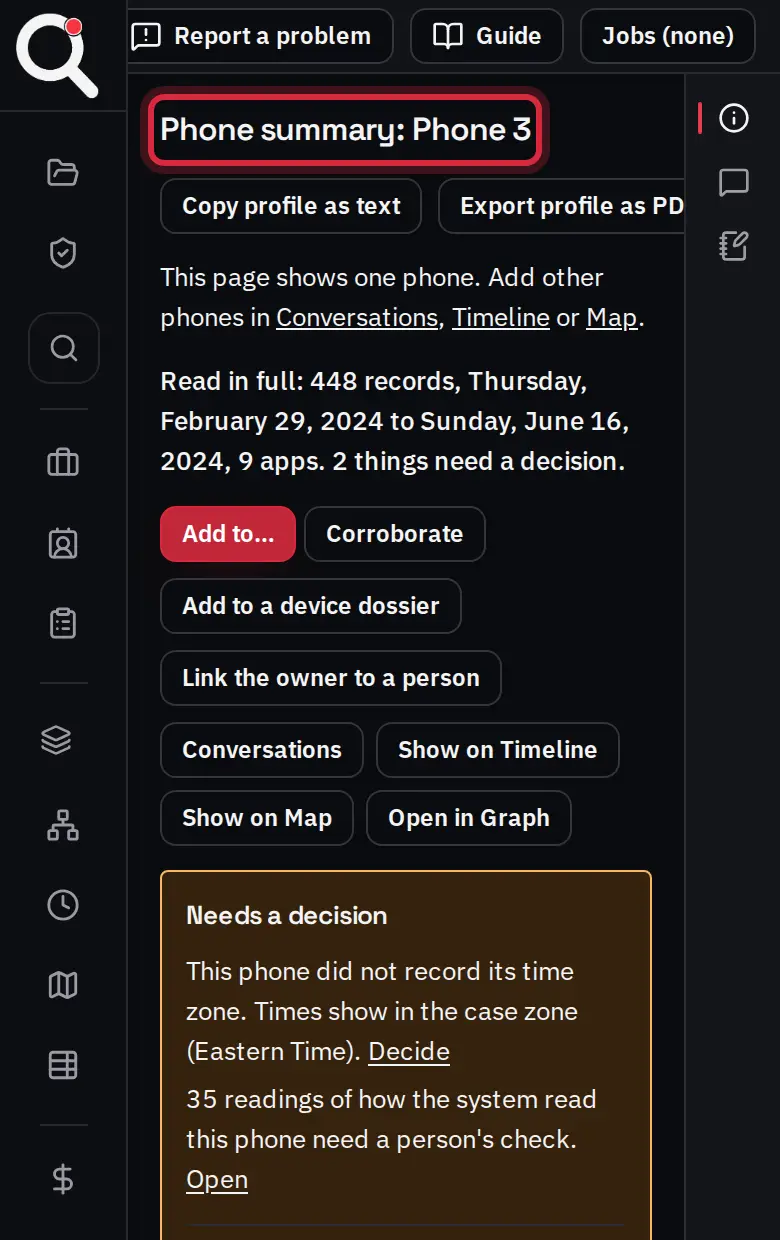 Report a problem
Guide
Jobs (none)
Phone summary: Phone 3
Copy profile as text
Export profile as PD
This page shows one phone. Add other
phones in Conversations, Timeline or Map.
Read in full: 448 records, Thursday,
February 29, 2024 to Sunday, June 16,
2024, 9 apps. 2 things need a decision.
Add to...
Corroborate
Add to a device dossier
Link the owner to a person
Conversations
Show on Timeline
Show on Map
Open in Graph
Needs a decision
This phone did not record its time
zone. Times show in the case zone
(Eastern Time). Decide
35 readings of how the system read
this phone need a person's check.
Open